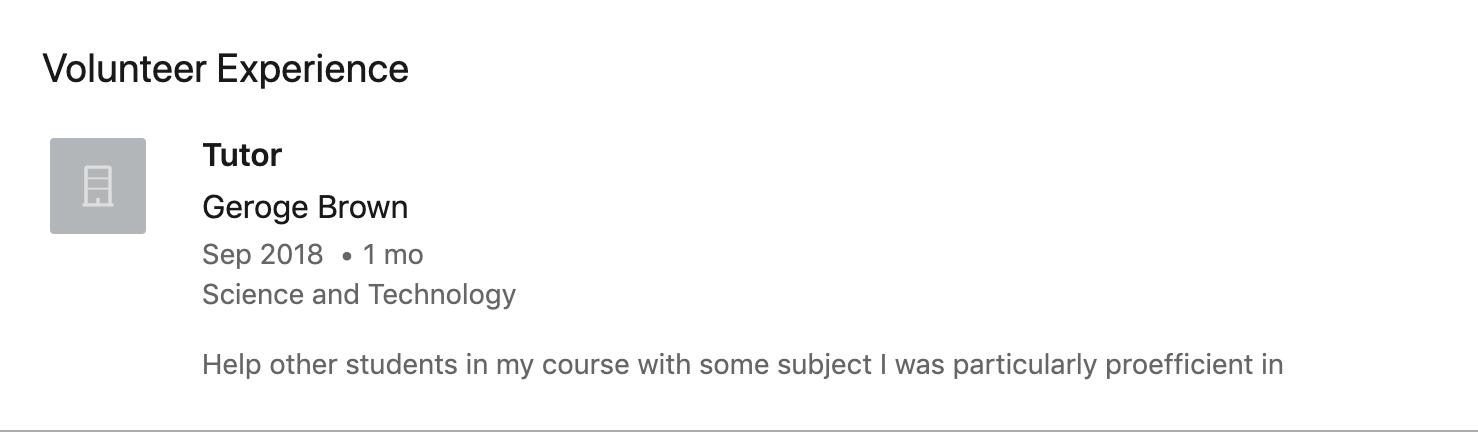 Volunteer Experience
Tutor
Geroge Brown
Sep 2018 • 1 mo
Science and Technology
Help other students in my course with some subject I was particularly proefficient in